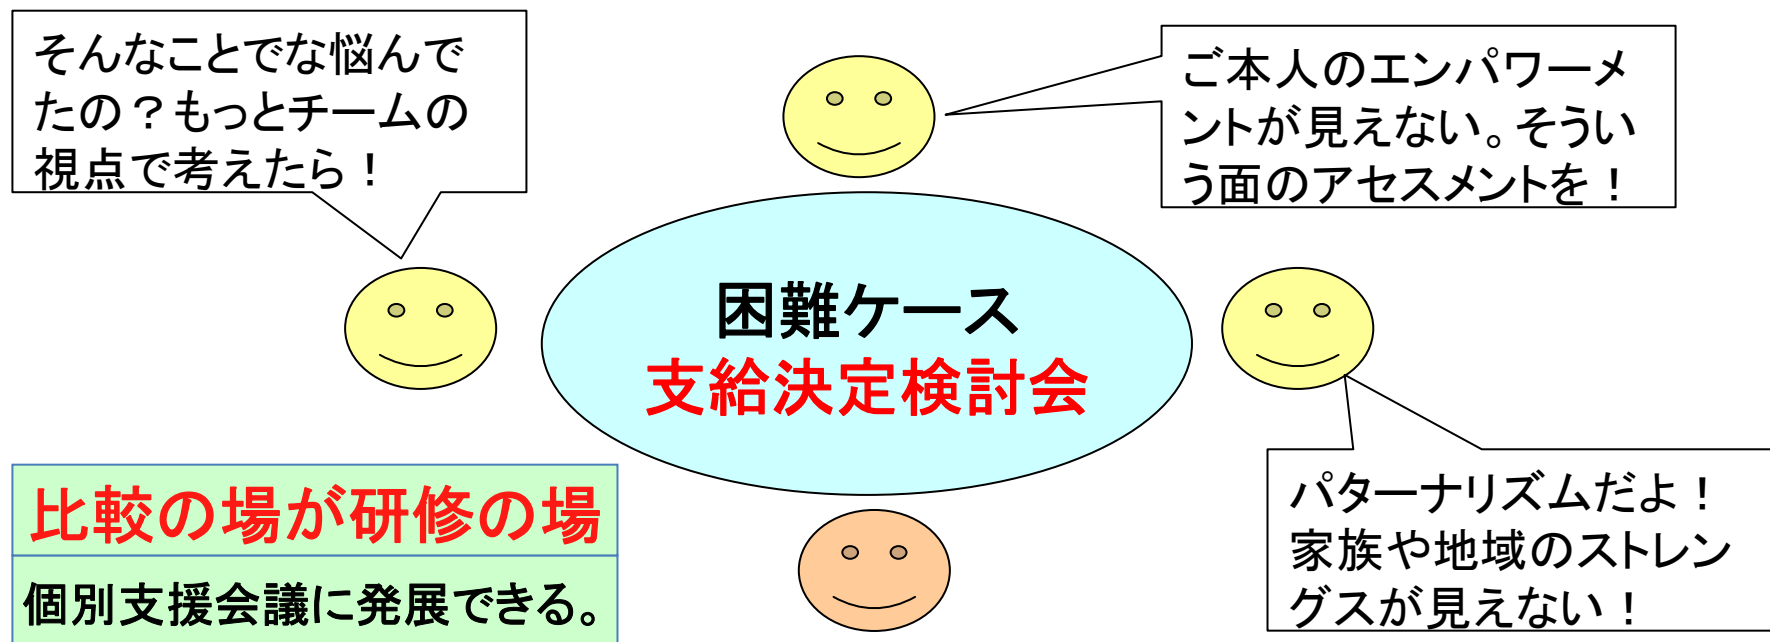 そんなことでな悩んで
たの？もっとチームの
視点で考えたら！
ご本人のエンパワーメ
ントが見えない。そうい
う面のアセスメントを！
困難ケース
支給決定検討会
比較の場が研修の場
個別支援会議に発展できる。
パターナリズムだよ！
家族や地域のストレン
グスが見えない！